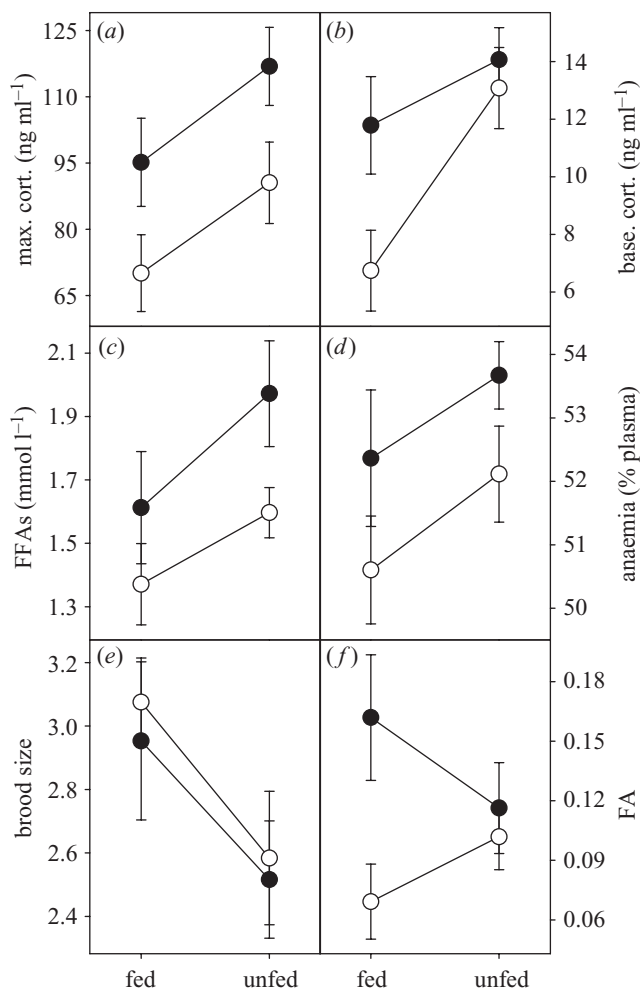 (a)
max. cort. (ng ml⁻¹)
125
115
95
80
65
(b)
base. cort. (ng ml⁻¹)
14
12
10
8
6
(c)
FFAs (mmol l⁻¹)
2.1
1.9
1.7
1.5
1.3
(d)
anaemia (% plasma)
54
53
52
51
50
(e)
brood size
3.2
3.0
2.8
2.6
2.4
(f)
FA
0.18
0.15
0.12
0.09
0.06
fed unfed fed unfed